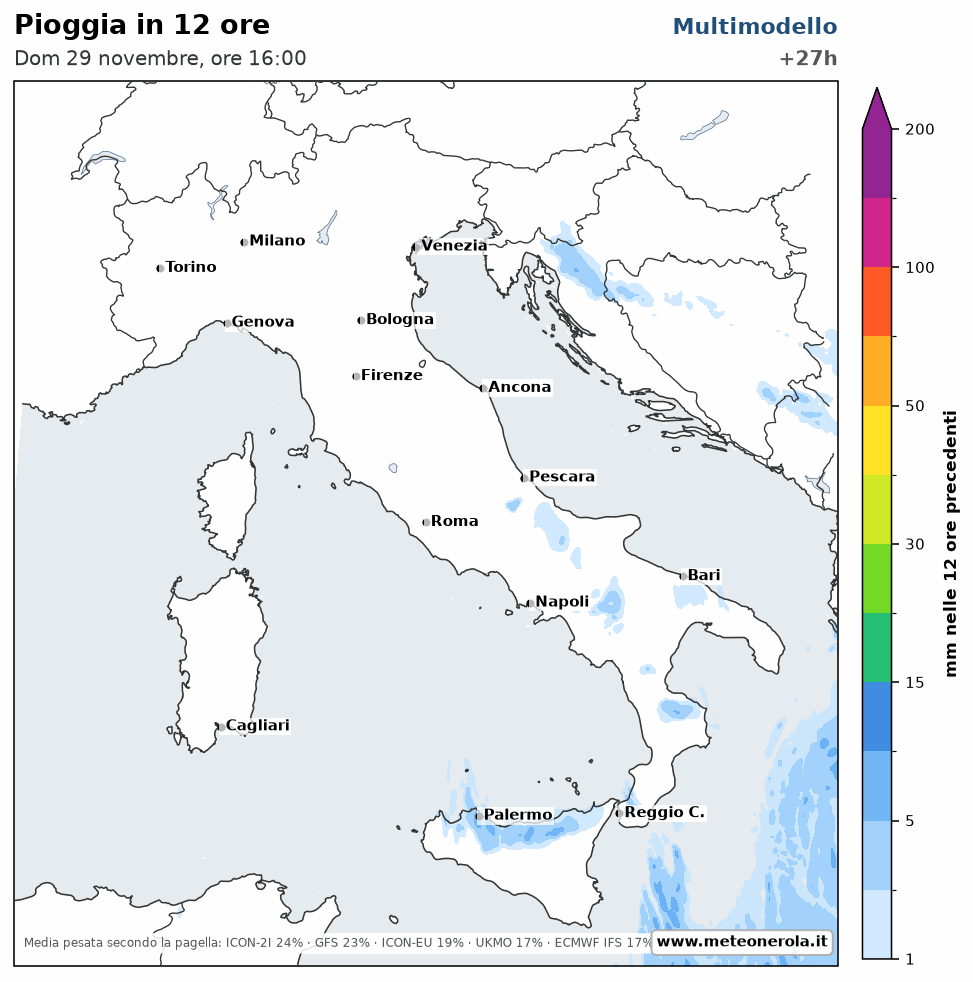 Pioggia in 12 ore
Multimodello
Dom 29 novembre, ore 16:00
+27h
200
100
50
30
15
5
1
mm nelle 12 ore precedenti
Milano
Venezia
Torino
Genova
Bologna
Firenze
Ancona
Pescara
Roma
Bari
Napoli
Cagliari
Palermo
Reggio C.
Media pesata secondo la pagella: ICON-2I 24% · GFS 23% · ICON-EU 19% · UKMO 17% · ECMWF IFS 17%
www.meteonerola.it